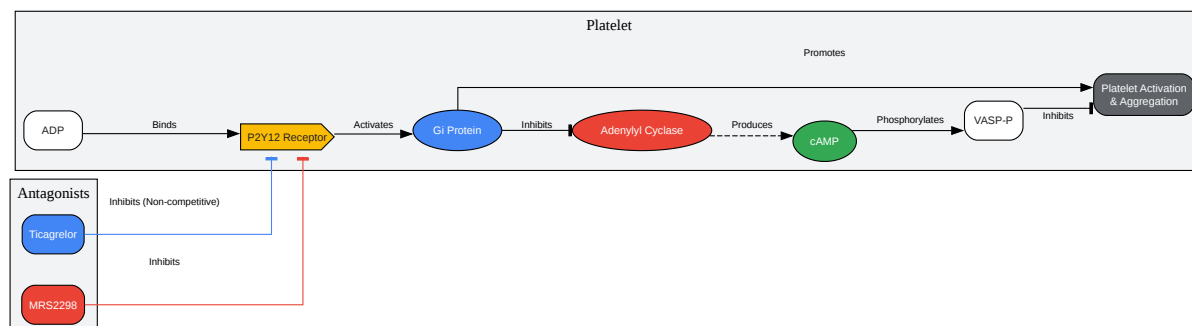 Platelet
Promotes
Platelet Activation
& Aggregation
ADP
Binds
P2Y12 Receptor
Activates
Gi Protein
Inhibits
Adenylyl Cyclase
Produces
cAMP
Phosphorylates
VASP-P
Inhibits
Antagonists
Inhibits (Non-competitive)
Ticagrelor
Inhibits
MRS2298